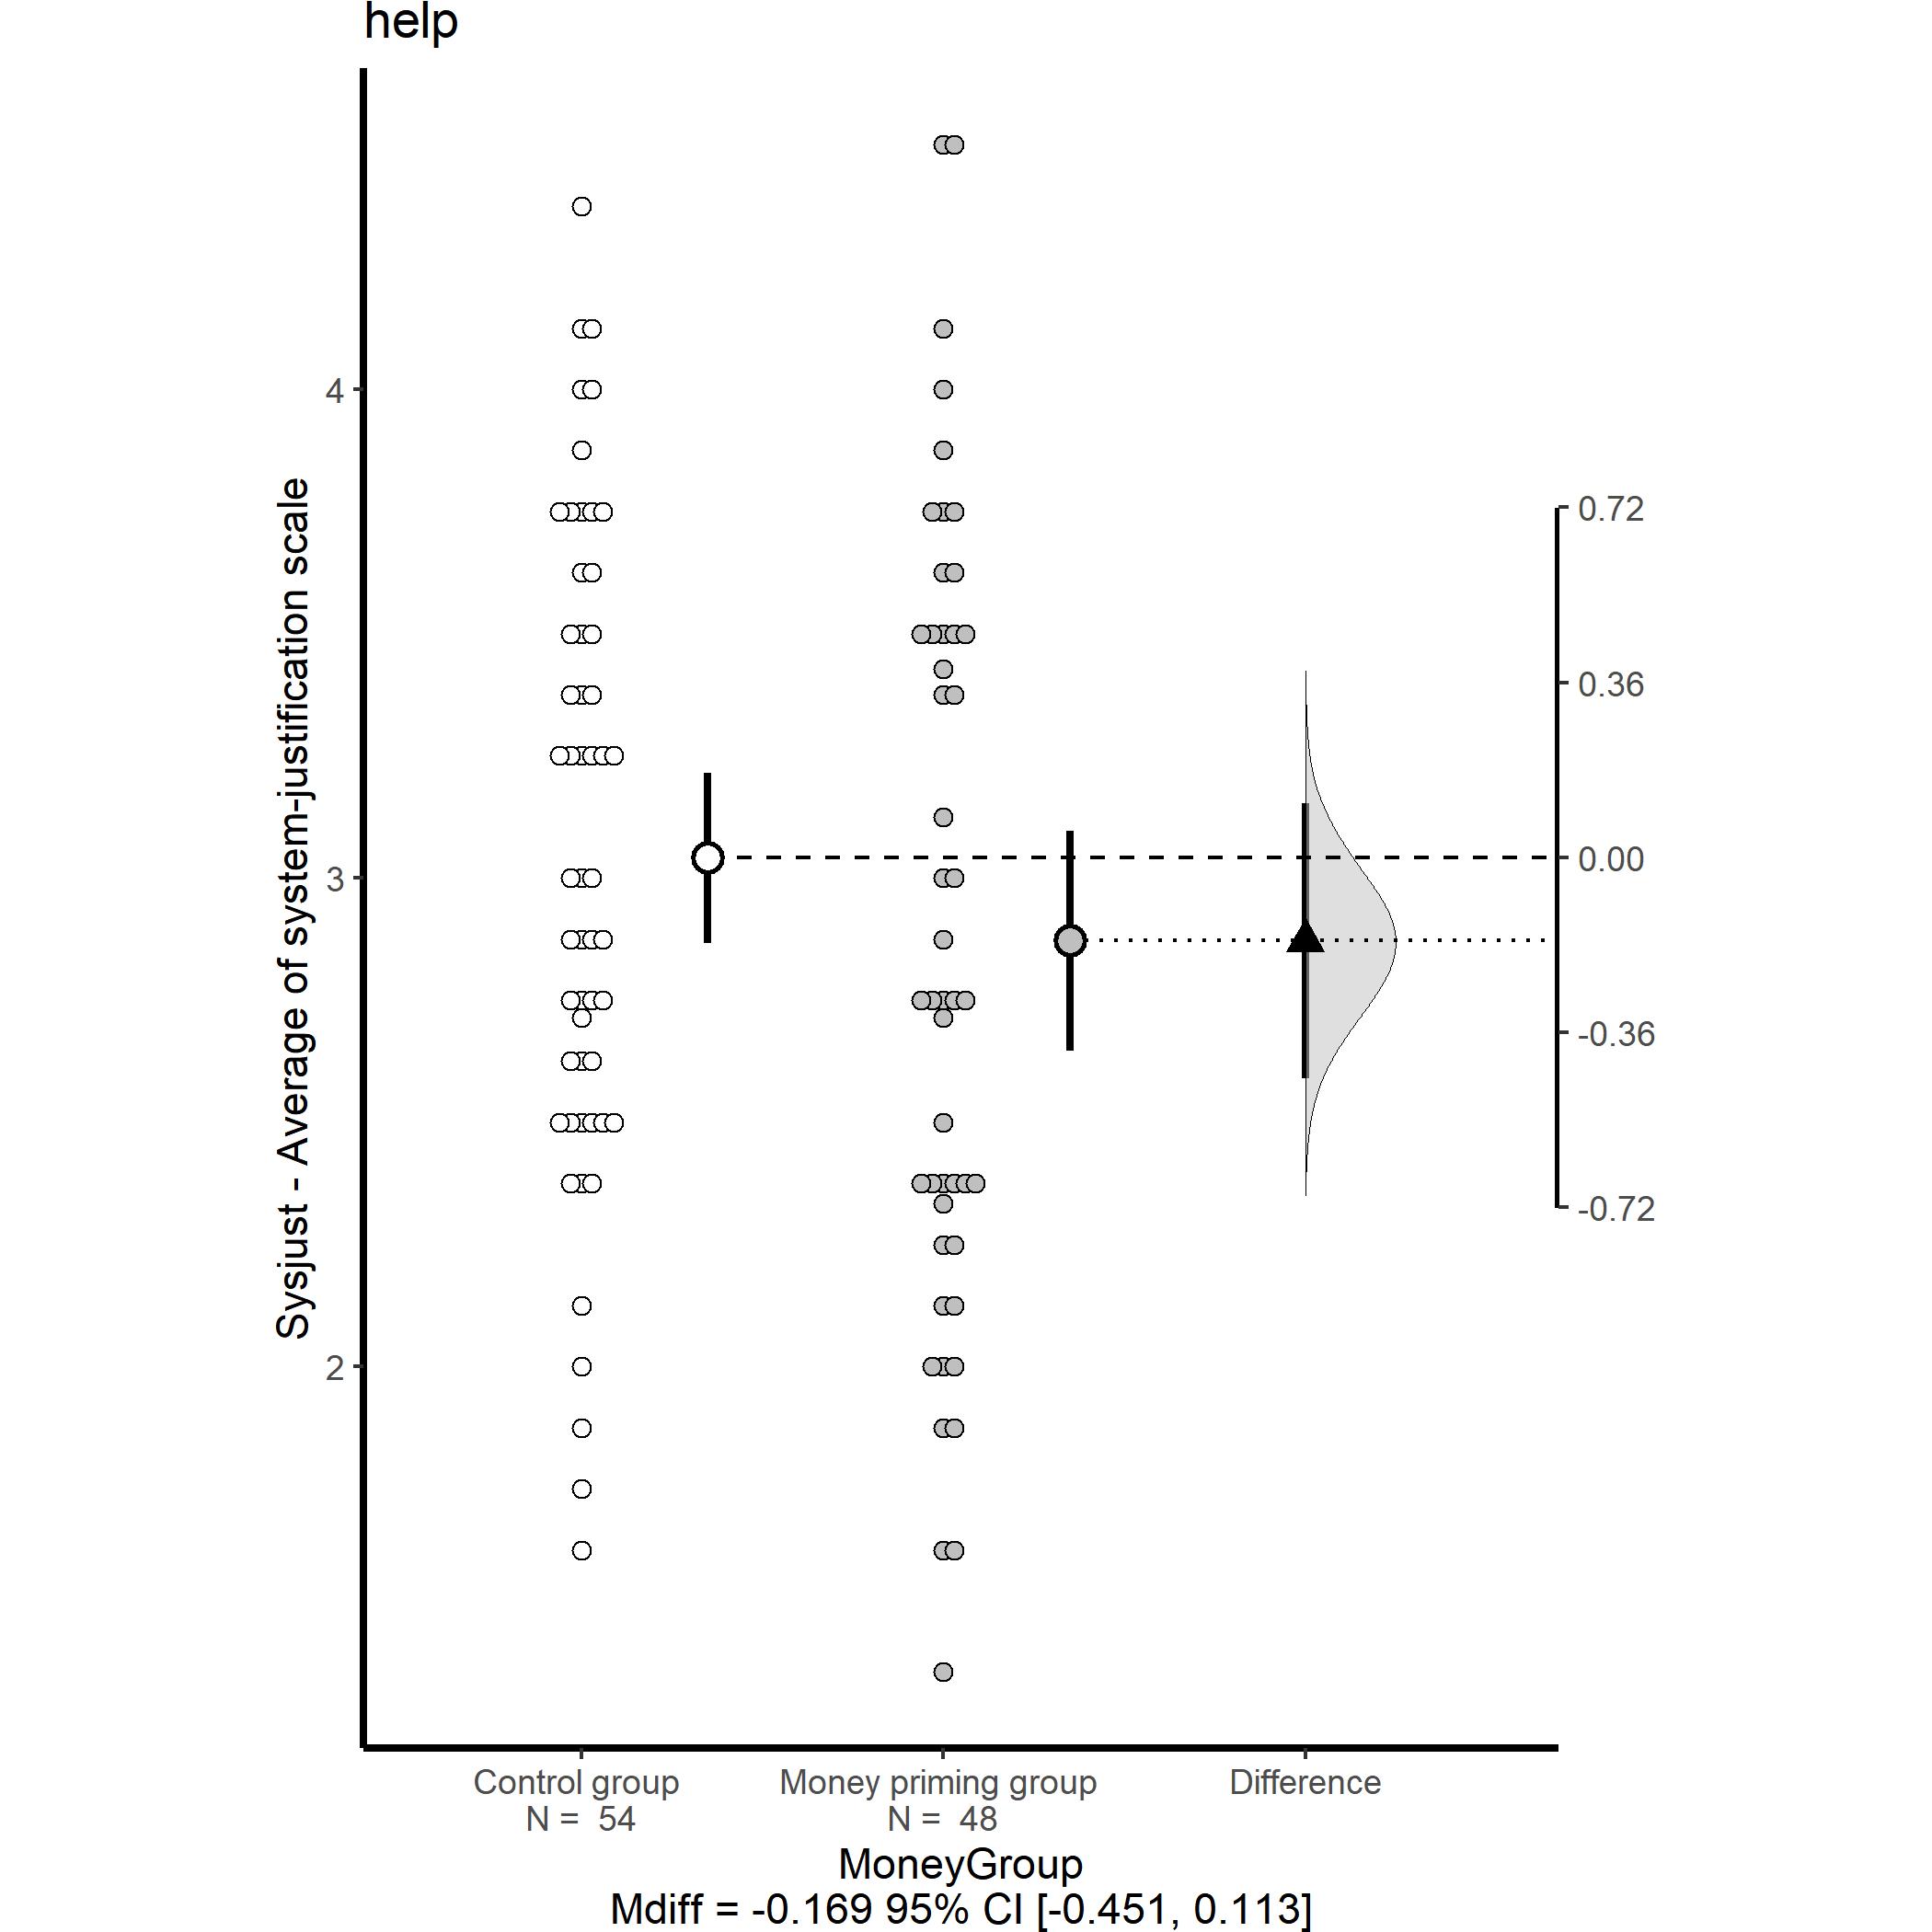 help
Sysjust - Average of system-justification scale
4
3
2
0.72
0.36
0.00
-0.36
-0.72
Control group
N =  54
Money priming group
N =  48
Difference
MoneyGroup
Mdiff = -0.169 95% CI [-0.451, 0.113]